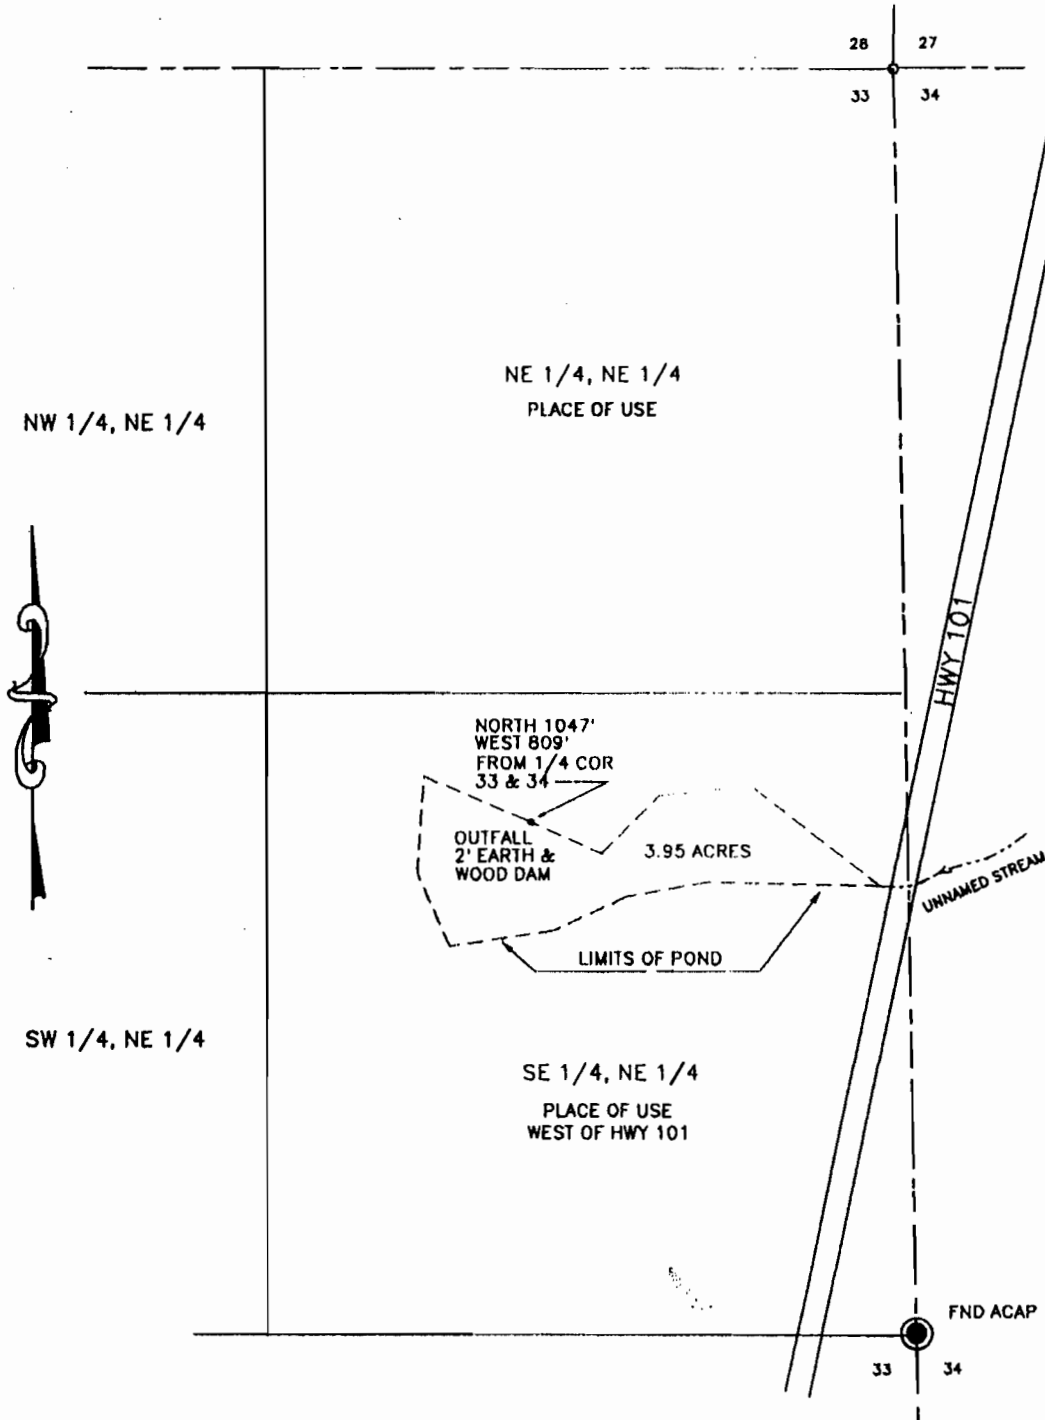 28 27
33 34
NE 1/4, NE 1/4
PLACE OF USE
NW 1/4, NE 1/4
HWY 101
NORTH 1047'
WEST 809'
FROM 1/4 COR
33 & 34
OUTFALL
2' EARTH &
WOOD DAM
3.95 ACRES
UNNAMED STREAM
LIMITS OF POND
SW 1/4, NE 1/4
SE 1/4, NE 1/4
PLACE OF USE
WEST OF HWY 101
FND ACAP
33 34